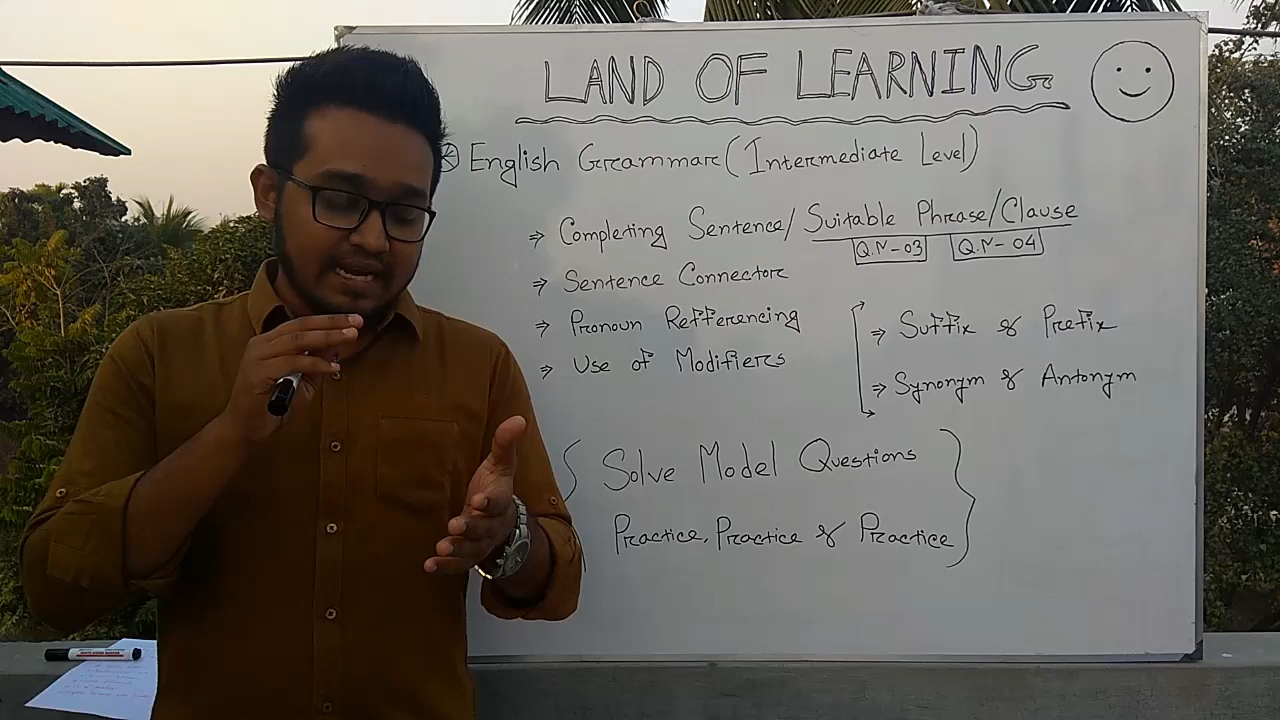 LAND OF LEARNING
English Grammar (Intermediate Level)
⇒ Completing Sentence/ Suitable Phrase/Clause
Q.N-03 Q.N-04
⇒ Sentence Connector
⇒ Pronoun Refferencing
⇒ Use of Modifiers
⇒ Suffix & Prefix
⇒ Synonym & Antonym
Solve Model Questions
Practice, Practice & Practice